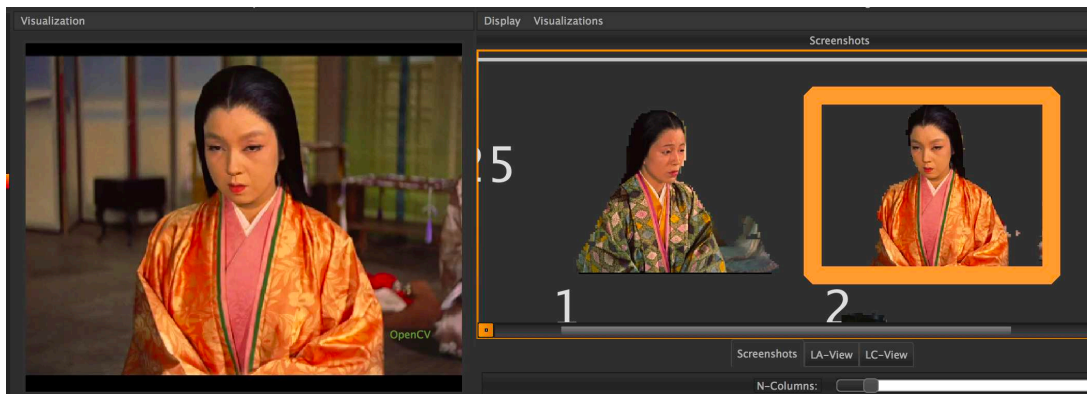 Visualization
Display Visualizations
Screenshots
25
1
2
OpenCV
Screenshots LA-View LC-View
N-Columns: